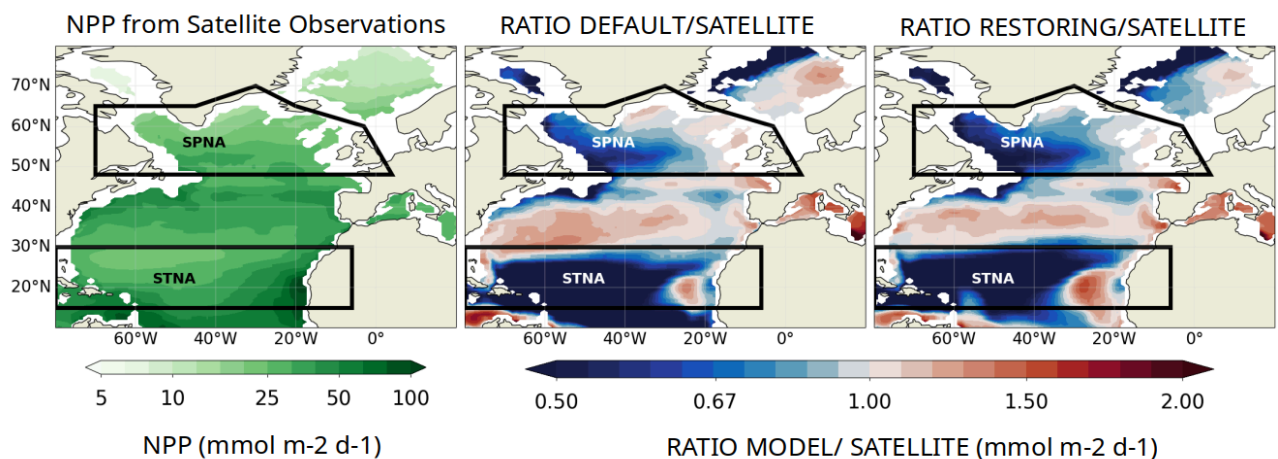 NPP from Satellite Observations
RATIO DEFAULT/SATELLITE
RATIO RESTORING/SATELLITE
70°N
60°N
50°N
40°N
30°N
20°N
SPNA
STNA
SPNA
STNA
SPNA
STNA
60°W 40°W 20°W 0°
60°W 40°W 20°W 0°
60°W 40°W 20°W 0°
5 10 25 50 100
0.50 0.67 1.00 1.50 2.00
NPP (mmol m-2 d-1)
RATIO MODEL/ SATELLITE (mmol m-2 d-1)